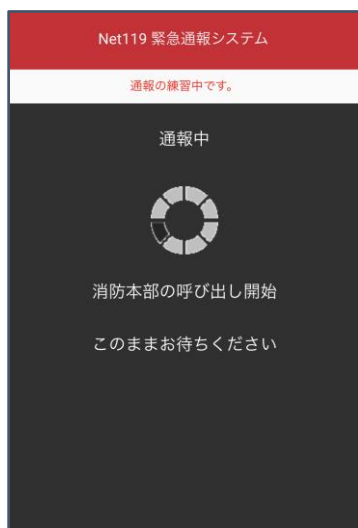 Net119 緊急通報システム
通報の練習中です。
通報中
消防本部の呼び出し開始
このままお待ちください